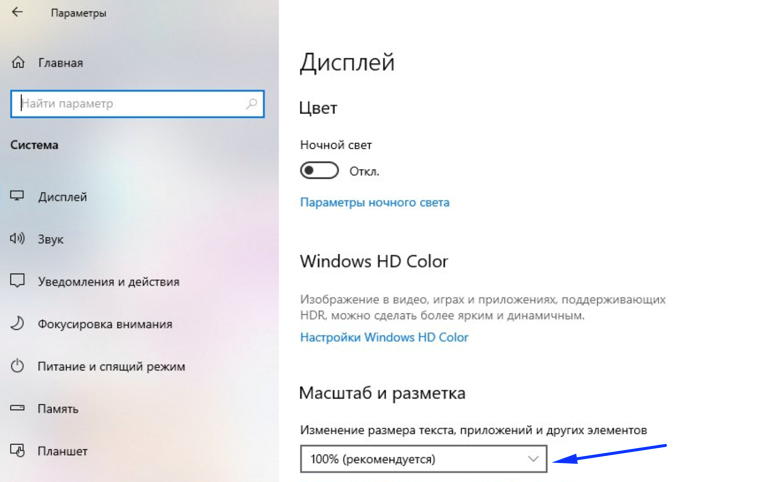 Параметры
Главная
Найти параметр
Система
Дисплей
Звук
Уведомления и действия
Фокусировка внимания
Питание и спящий режим
Память
Планшет
Дисплей
Цвет
Ночной свет
Откл.
Параметры ночного света
Windows HD Color
Изображение в видео, играх и приложениях, поддерживающих
HDR, можно сделать более ярким и динамичным.
Настройки Windows HD Color
Масштаб и разметка
Изменение размера текста, приложений и других элементов
100% (рекомендуется)